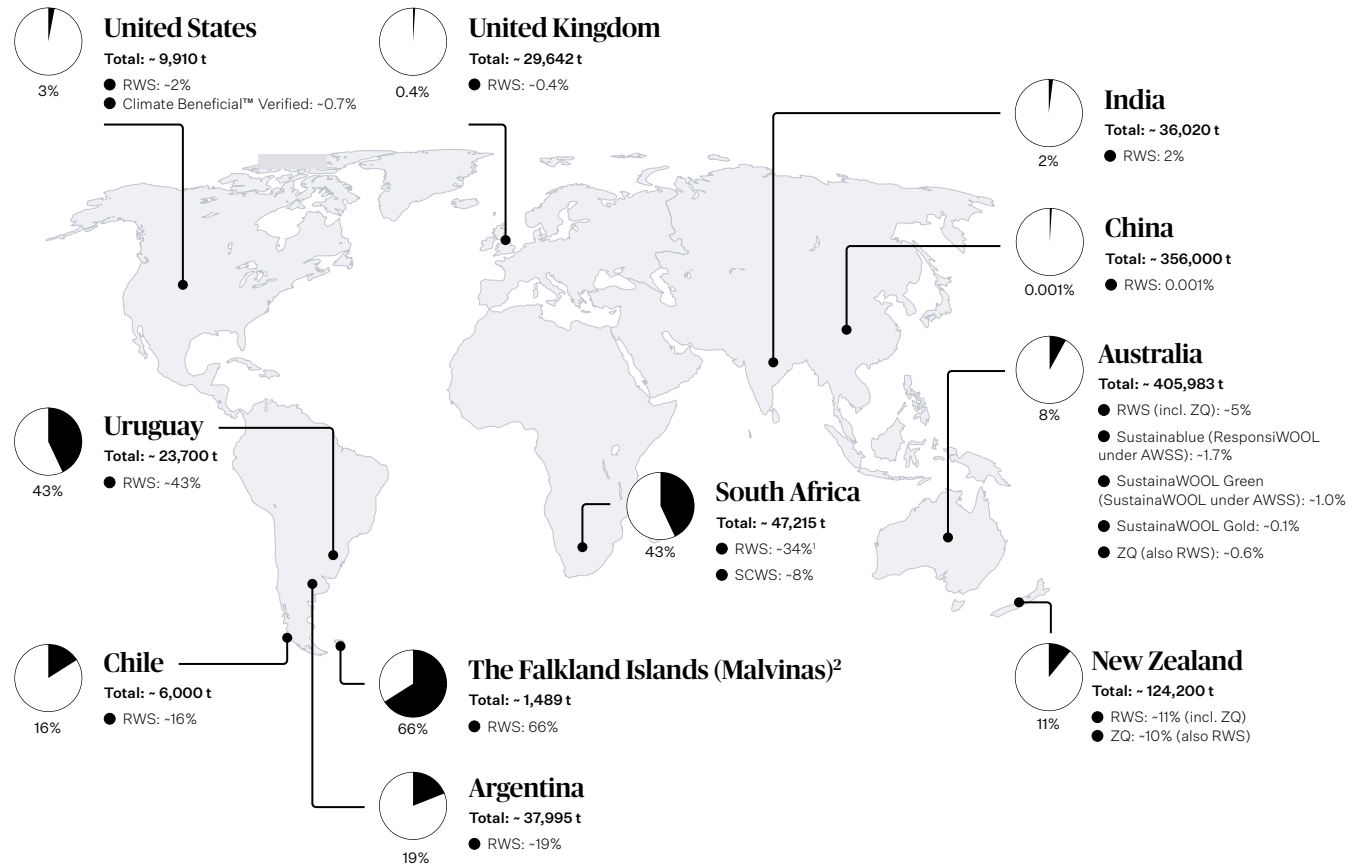 United States
Total: ~ 9,910 t
RWS: ~2%
Climate Beneficial™ Verified: ~0.7%
3%
United Kingdom
Total: ~ 29,642 t
RWS: ~0.4%
0.4%
India
Total: ~ 36,020 t
RWS: 2%
2%
China
Total: ~ 356,000 t
RWS: 0.001%
0.001%
Australia
Total: ~ 405,983 t
RWS (incl. ZQ): ~5%
Sustainablue (ResponsiWOOL
under AWSS): ~1.7%
SustainaWOOL Green
(SustainaWOOL under AWSS): ~1.0%
SustainaWOOL Gold: ~0.1%
ZQ (also RWS): ~0.6%
8%
Uruguay
Total: ~ 23,700 t
RWS: ~43%
43%
South Africa
Total: ~ 47,215 t
RWS: ~34%¹
SCWS: ~8%
43%
Chile
Total: ~ 6,000 t
RWS: ~16%
16%
The Falkland Islands (Malvinas)²
Total: ~ 1,489 t
RWS: 66%
66%
New Zealand
Total: ~ 124,200 t
RWS: ~11% (incl. ZQ)
ZQ: ~10% (also RWS)
11%
Argentina
Total: ~ 37,995 t
RWS: ~19%
19%